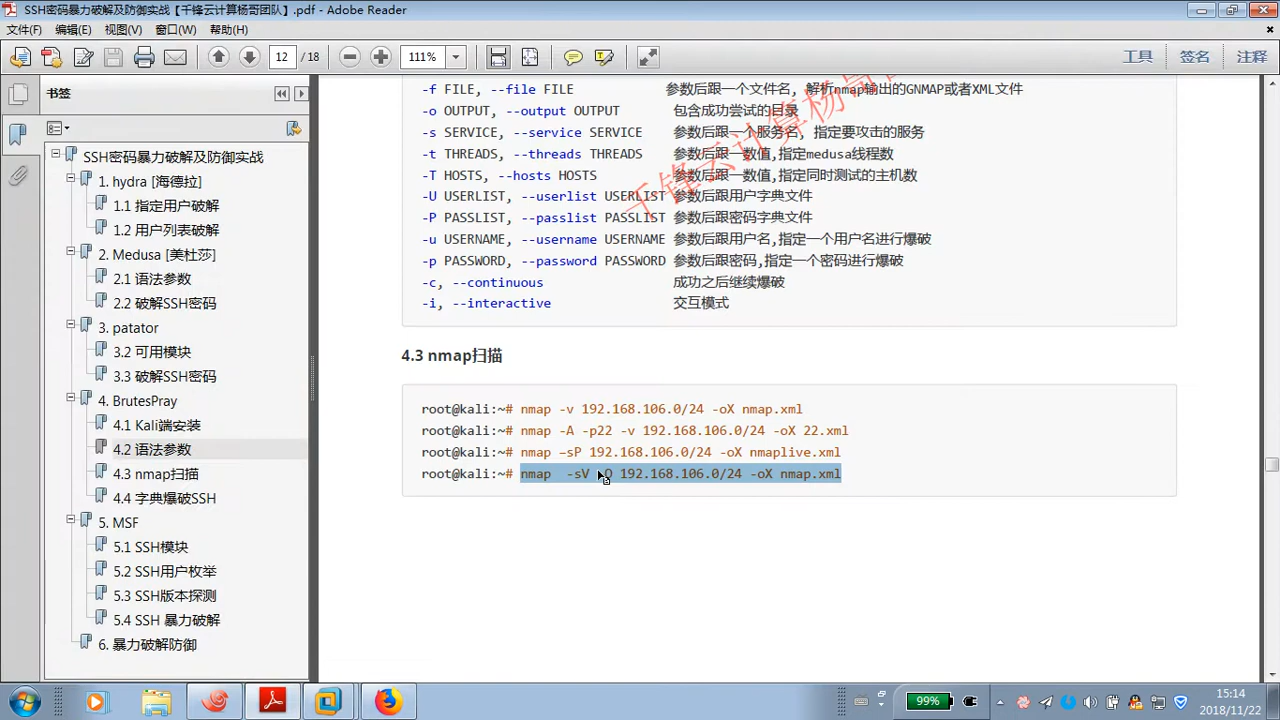 SSH密码暴力破解及防御实战【千锋云计算杨哥团队】.pdf - Adobe Reader
文件(F) 编辑(E) 视图(V) 窗口(W) 帮助(H)
12 / 18 111% 工具 签名 注释
书签
SSH密码暴力破解及防御实战
1. hydra [海德拉]
1.1 指定用户破解
1.2 用户列表破解
2. Medusa [美杜莎]
2.1 语法参数
2.2 破解SSH密码
3. patator
3.2 可用模块
3.3 破解SSH密码
4. BrutesPray
4.1 Kali端安装
4.2 语法参数
4.3 nmap扫描
4.4 字典爆破SSH
5. MSF
5.1 SSH模块
5.2 SSH用户枚举
5.3 SSH版本探测
5.4 SSH 暴力破解
6. 暴力破解防御
-f FILE, --file FILE 参数后跟一个文件名, 解析nmap输出的GNMAP或者XML文件
-o OUTPUT, --output OUTPUT 包含成功尝试的目录
-s SERVICE, --service SERVICE 参数后跟一个服务名, 指定要攻击的服务
-t THREADS, --threads THREADS 参数后跟一数值,指定medusa线程数
-T HOSTS, --hosts HOSTS 参数后跟一数值,指定同时测试的主机数
-U USERLIST, --userlist USERLIST 参数后跟用户字典文件
-P PASSLIST, --passlist PASSLIST 参数后跟密码字典文件
-u USERNAME, --username USERNAME 参数后跟用户名,指定一个用户名进行爆破
-p PASSWORD, --password PASSWORD 参数后跟密码,指定一个密码进行爆破
-c, --continuous 成功之后继续爆破
-i, --interactive 交互模式
千锋云计算杨哥
4.3 nmap扫描
root@kali:~# nmap -v 192.168.106.0/24 -oX nmap.xml
root@kali:~# nmap -A -p22 -v 192.168.106.0/24 -oX 22.xml
root@kali:~# nmap –sP 192.168.106.0/24 -oX nmaplive.xml
root@kali:~# nmap -sV –O 192.168.106.0/24 -oX nmap.xml
99%
15:14
2018/11/22